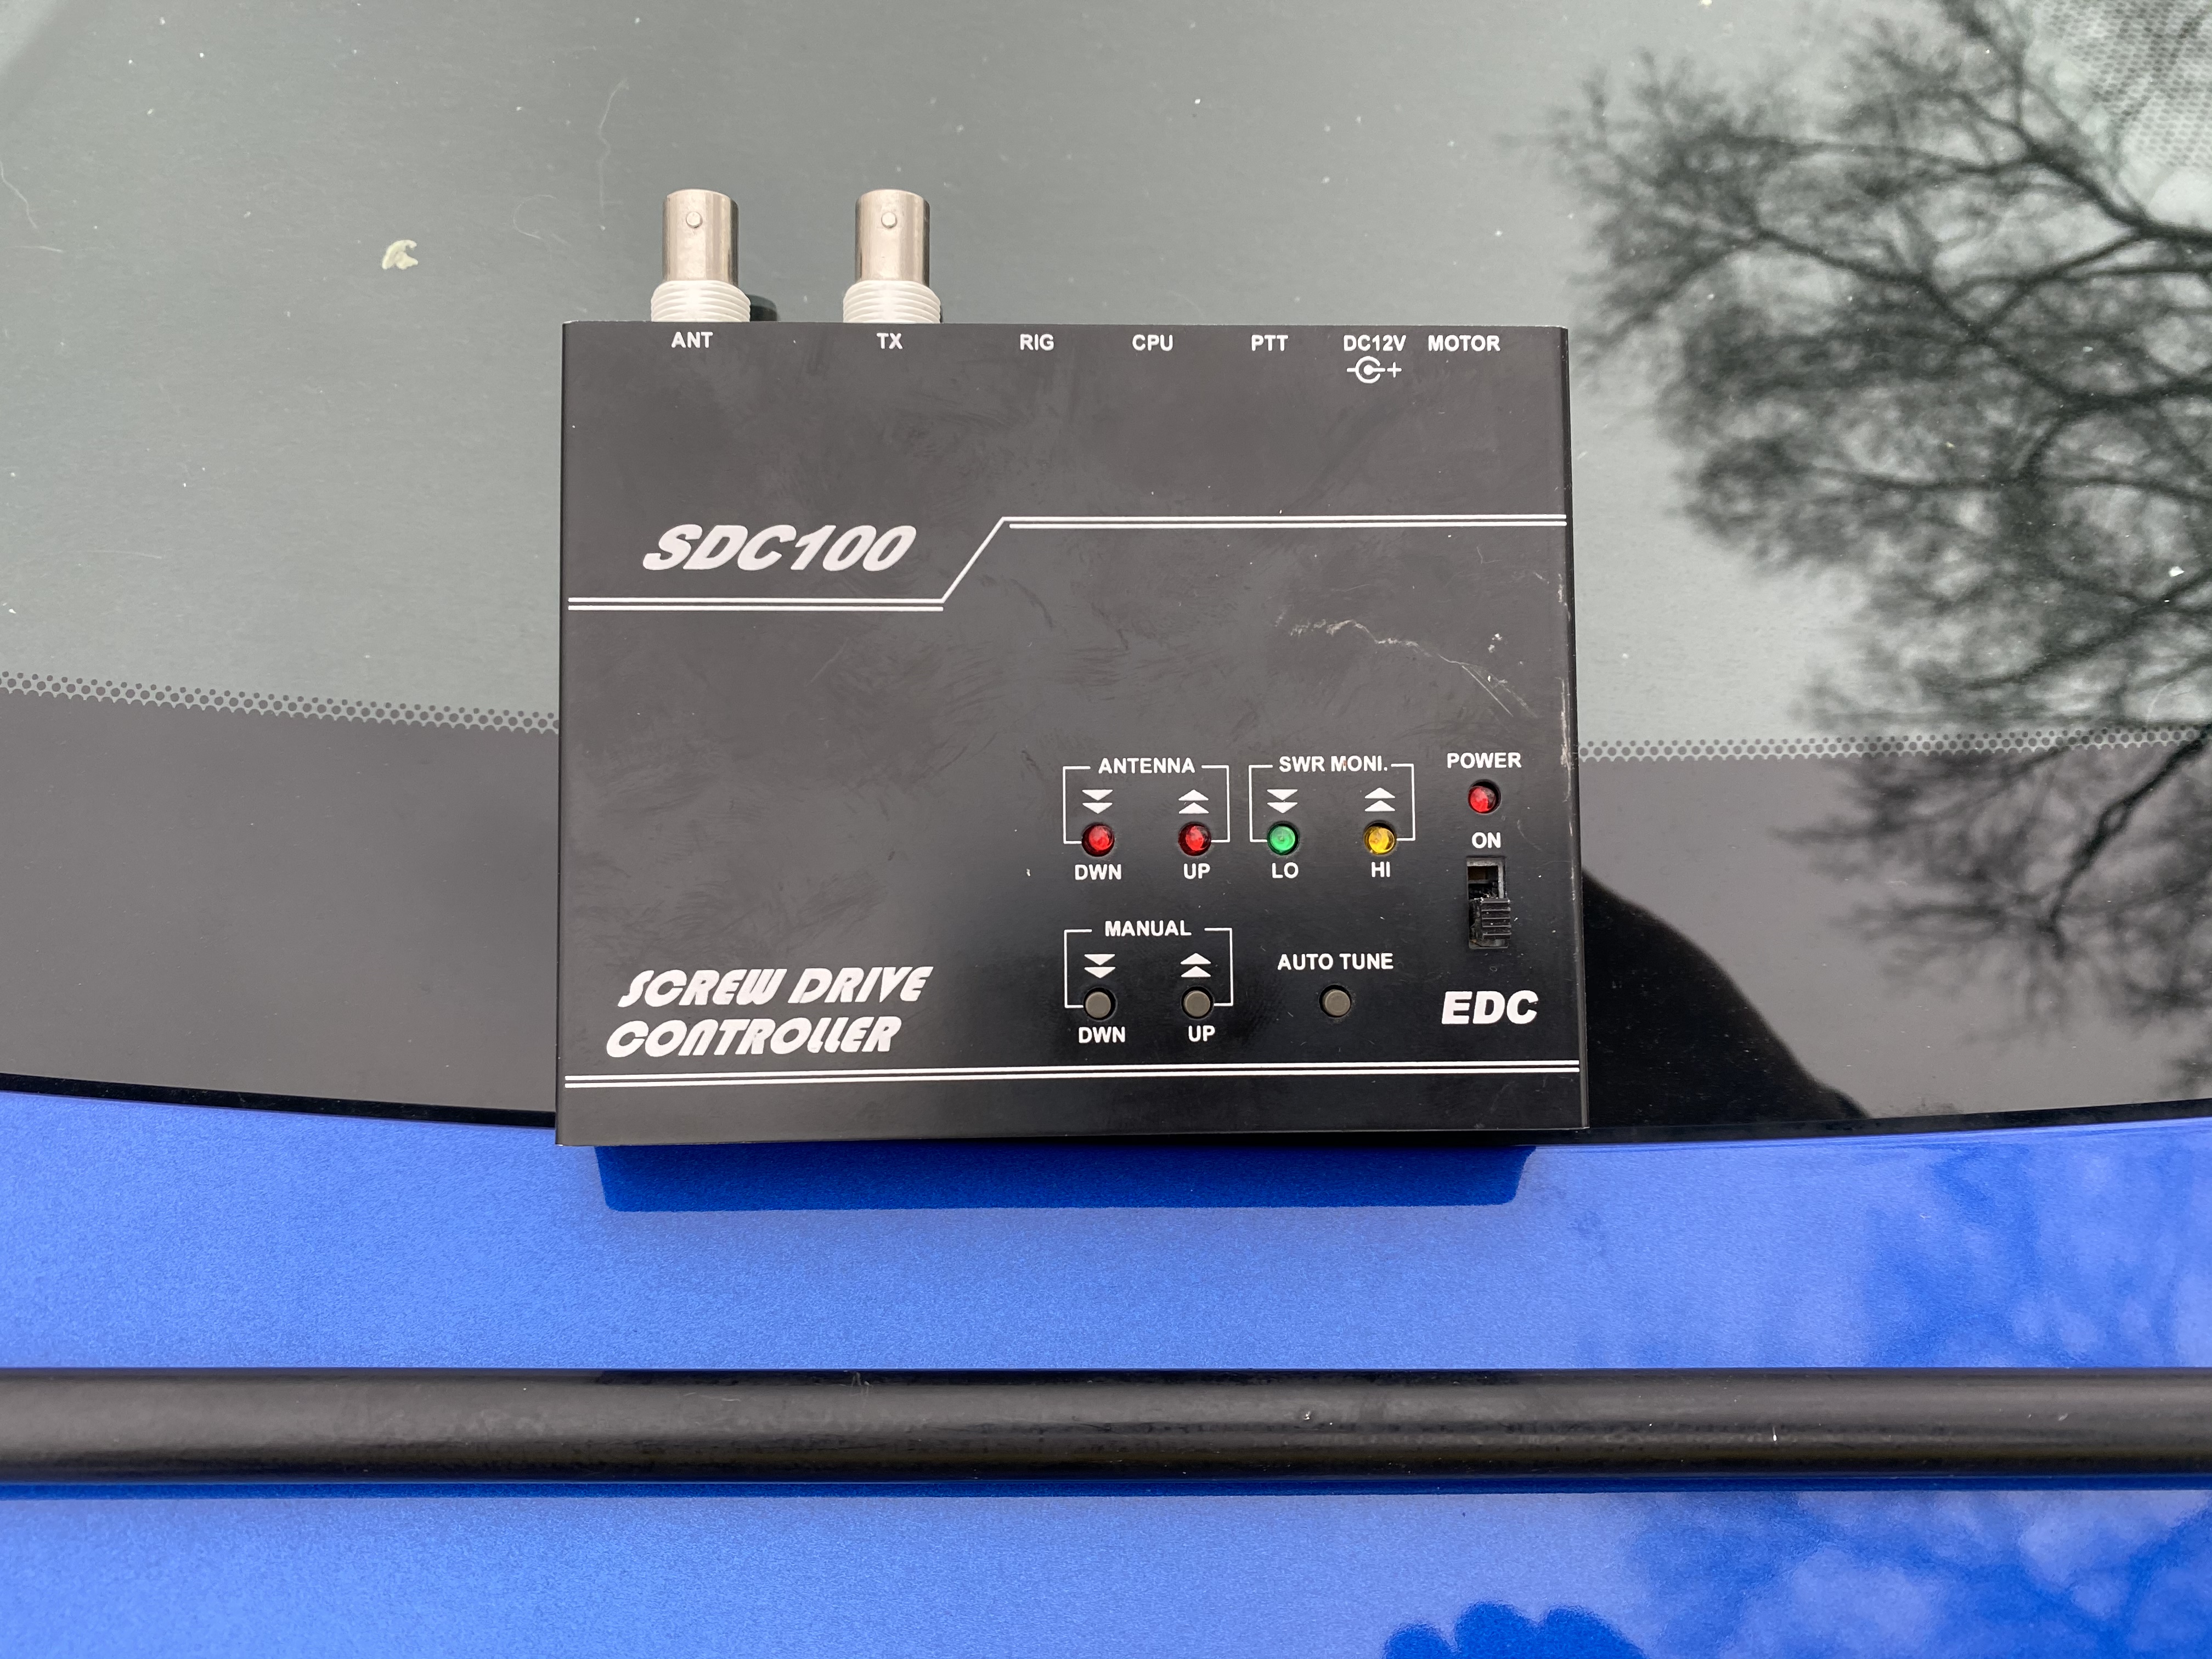 ANT TX RIG CPU PTT DC12V MOTOR
SDC100
ANTENNA SWR MONI. POWER
ON
DWN UP LO HI
MANUAL
AUTO TUNE
DWN UP
SCREW DRIVE
CONTROLLER
EDC